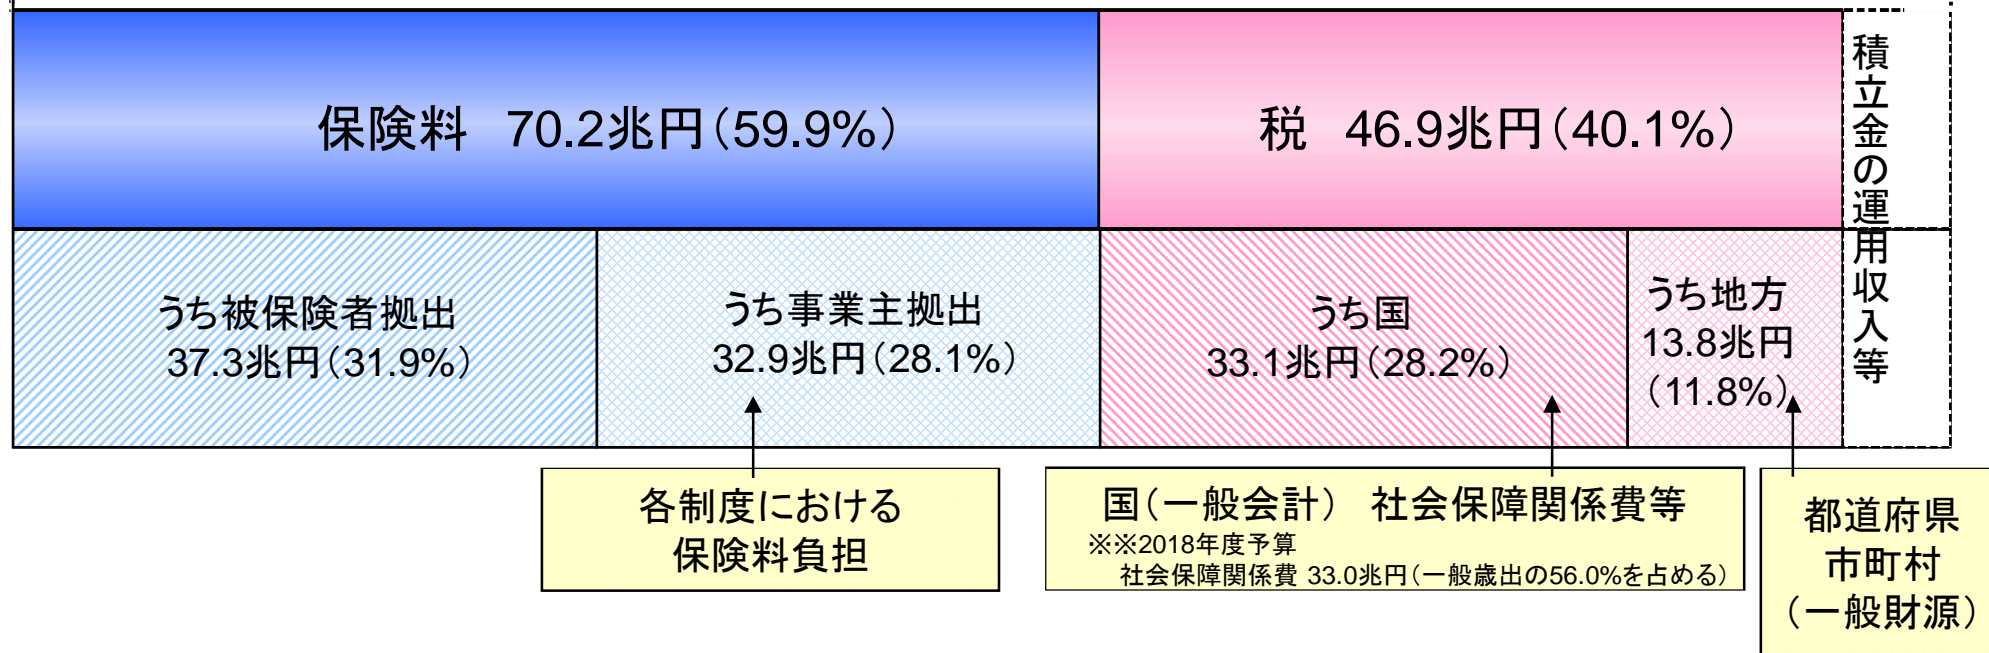 保険料 70.2兆円(59.9%)
税 46.9兆円(40.1%)
積立金の運用収入等
うち被保険者拠出
37.3兆円(31.9%)
うち事業主拠出
32.9兆円(28.1%)
うち国
33.1兆円(28.2%)
うち地方
13.8兆円
(11.8%)
各制度における
保険料負担
国(一般会計) 社会保障関係費等
※※2018年度予算
社会保障関係費 33.0兆円(一般歳出の56.0%を占める)
都道府県
市町村
(一般財源)